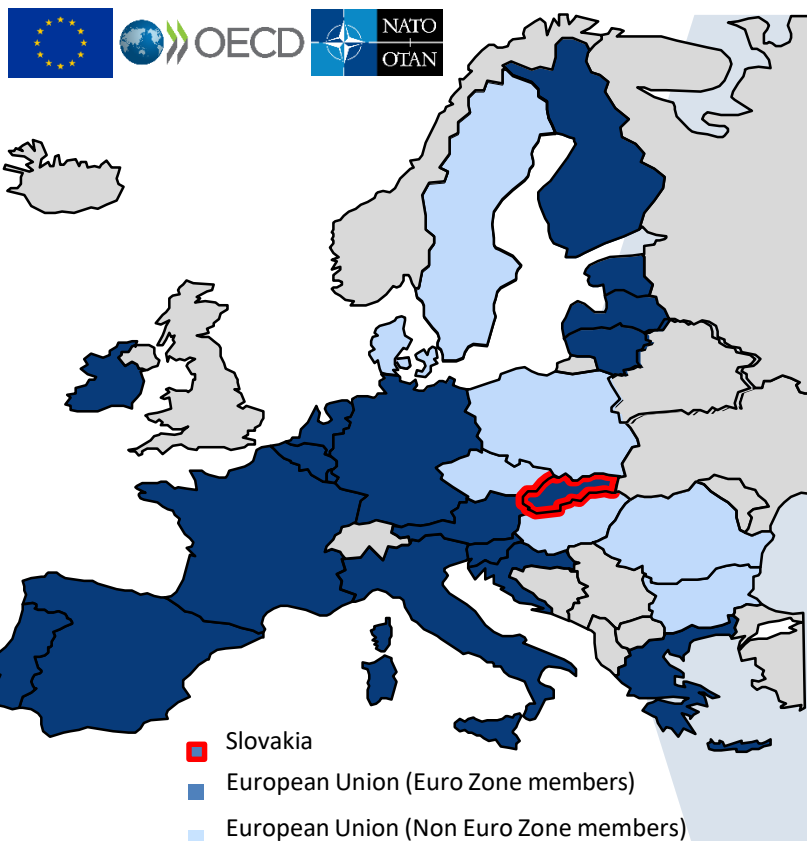 OECD
NATO
OTAN
Slovakia
European Union (Euro Zone members)
European Union (Non Euro Zone members)